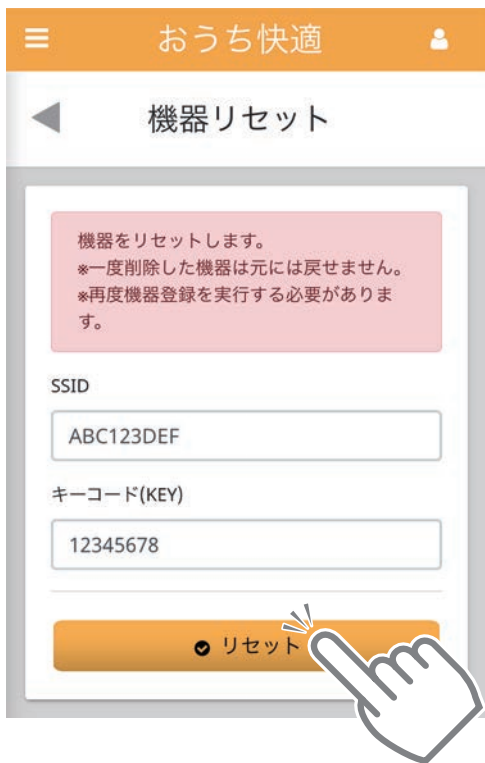 おうち快適
機器リセット
機器をリセットします。
※一度削除した機器は元には戻せません。
※再度機器登録を実行する必要がありま
す。
SSID
ABC123DEF
キーコード(KEY)
12345678
リセット